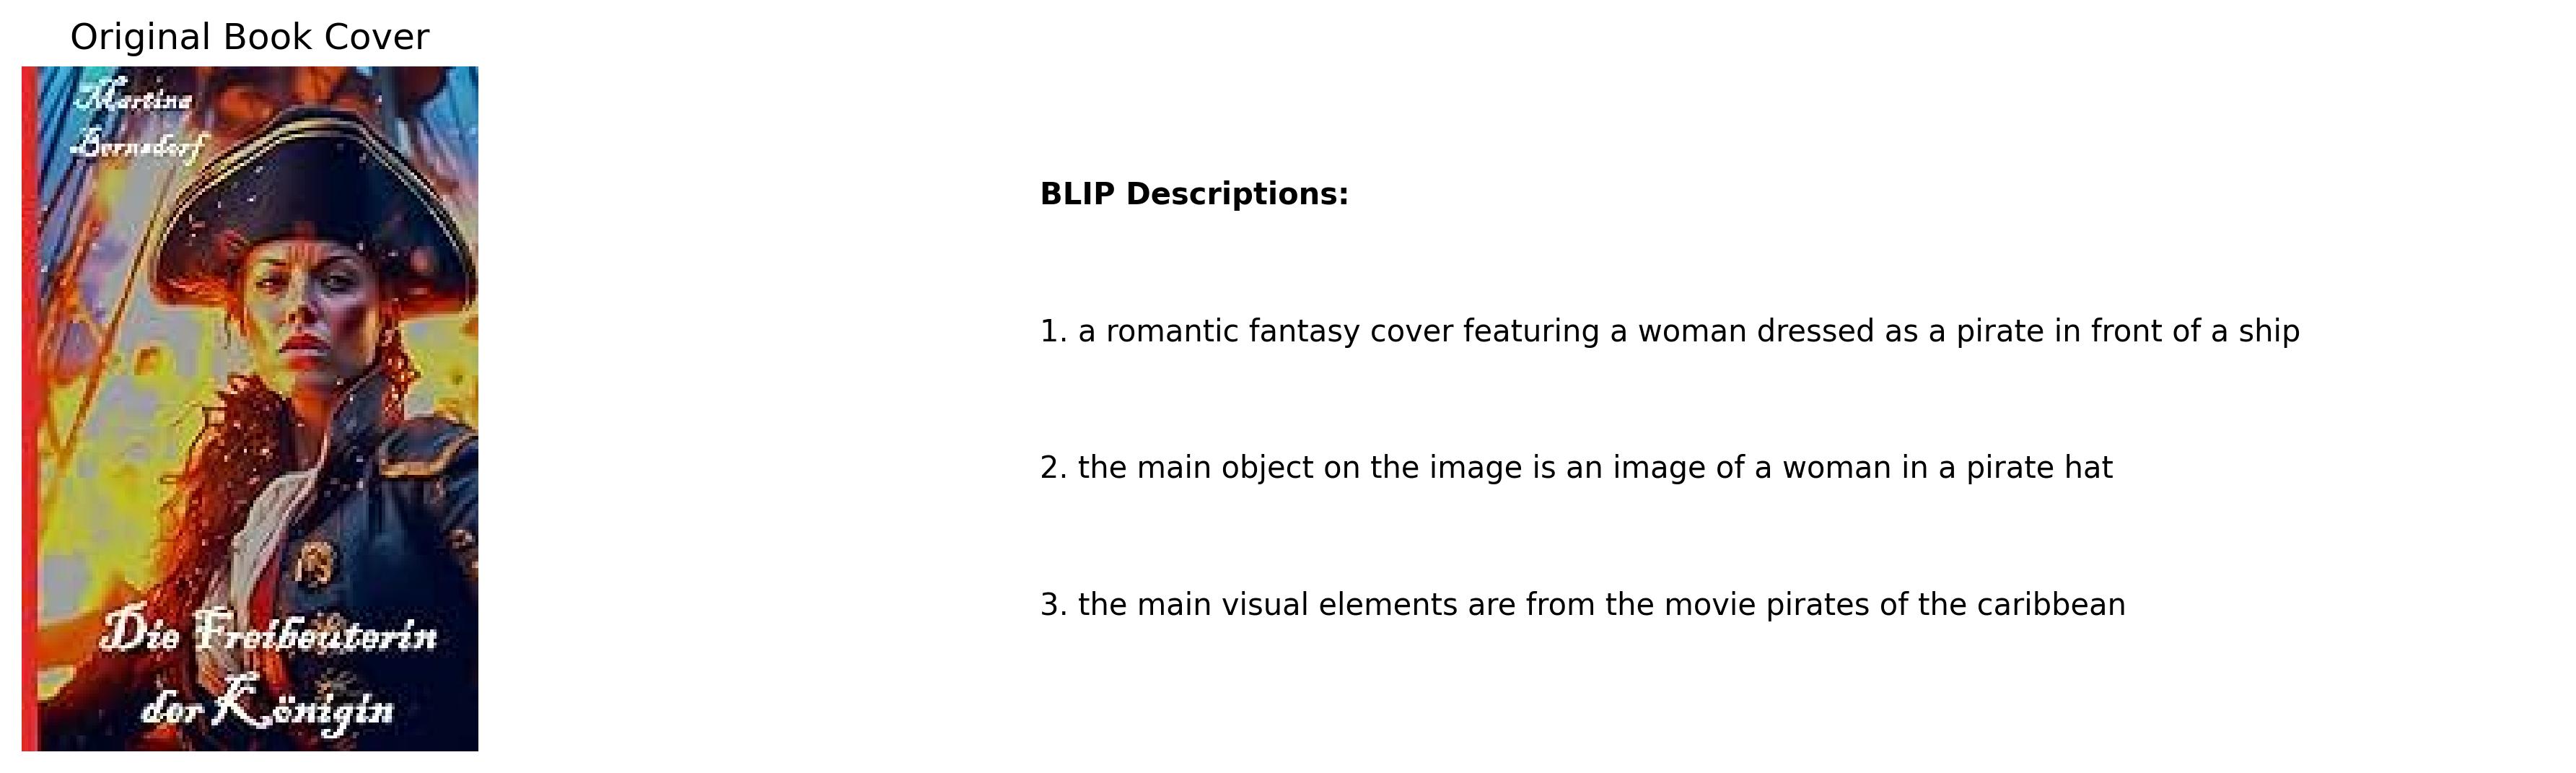 Original Book Cover
Martina
Bernsdorf
Die Freibeuterin
der Königin
BLIP Descriptions:
1. a romantic fantasy cover featuring a woman dressed as a pirate in front of a ship
2. the main object on the image is an image of a woman in a pirate hat
3. the main visual elements are from the movie pirates of the caribbean